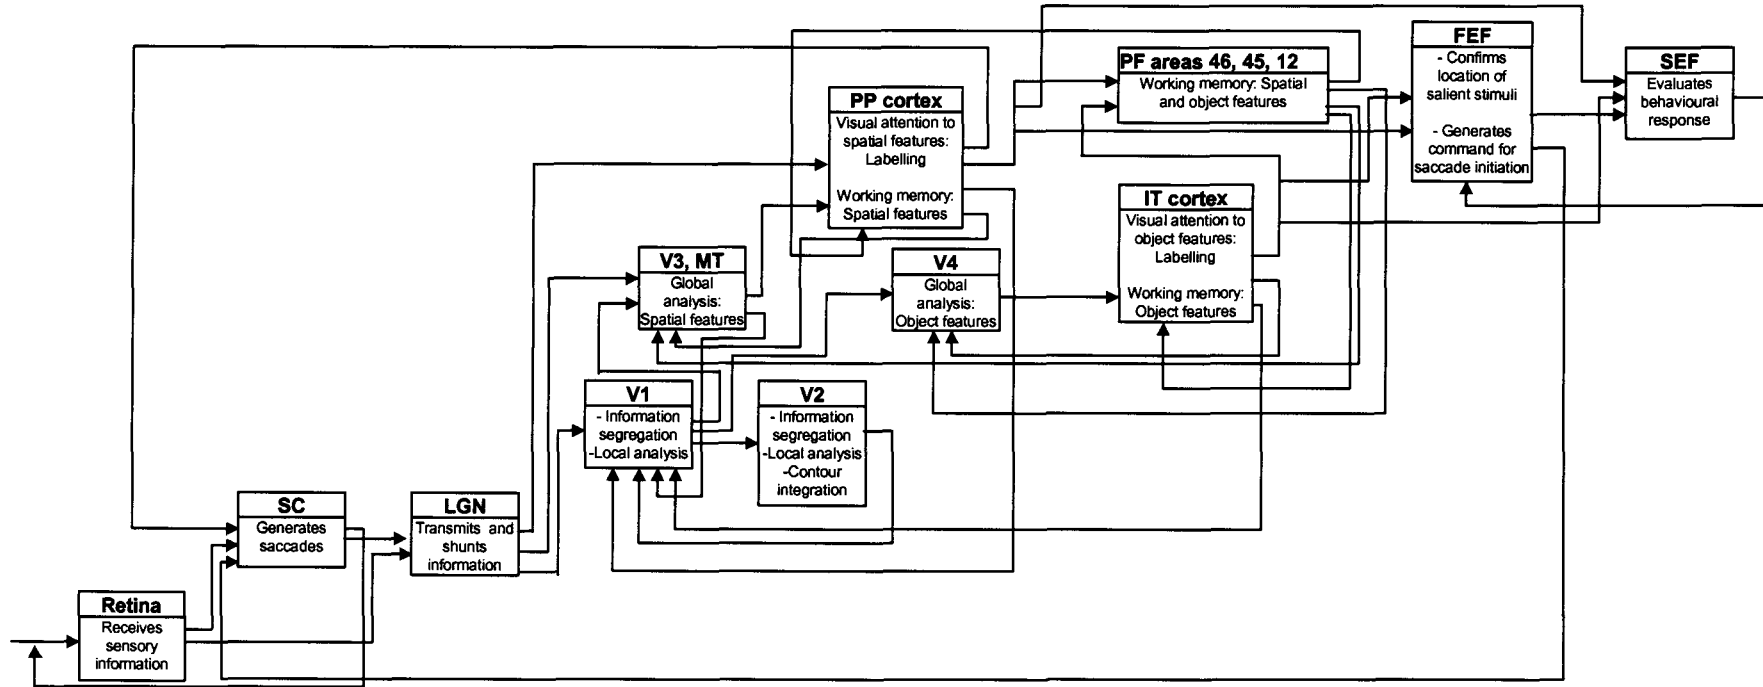 FEF
- Confirms
location of
salient stimuli
- Generates
command for
saccade initiation
SEF
Evaluates
behavioural
response
PF areas 46, 45, 12
Working memory: Spatial
and object features
PP cortex
Visual attention to
spatial features:
Labelling
Working memory:
Spatial features
IT cortex
Visual attention to
object features:
Labelling
Working memory:
Object features
V3, MT
Global
analysis:
Spatial features
V4
Global
analysis:
Object features
V1
- Information
segregation
-Local analysis
V2
- Information
segregation
-Local analysis
-Contour
integration
SC
Generates
saccades
LGN
Transmits and
shunts
information
Retina
Receives
sensory
information